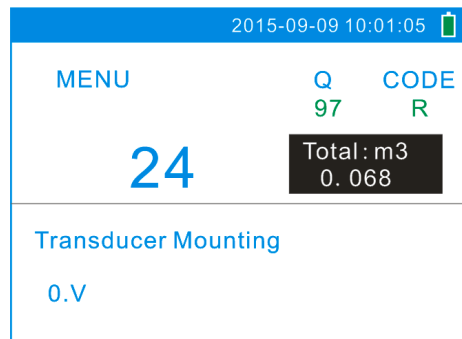 2015-09-09 10:01:05
MENU Q CODE
97 R
24 Total:m3
0.068
Transducer Mounting
0.V